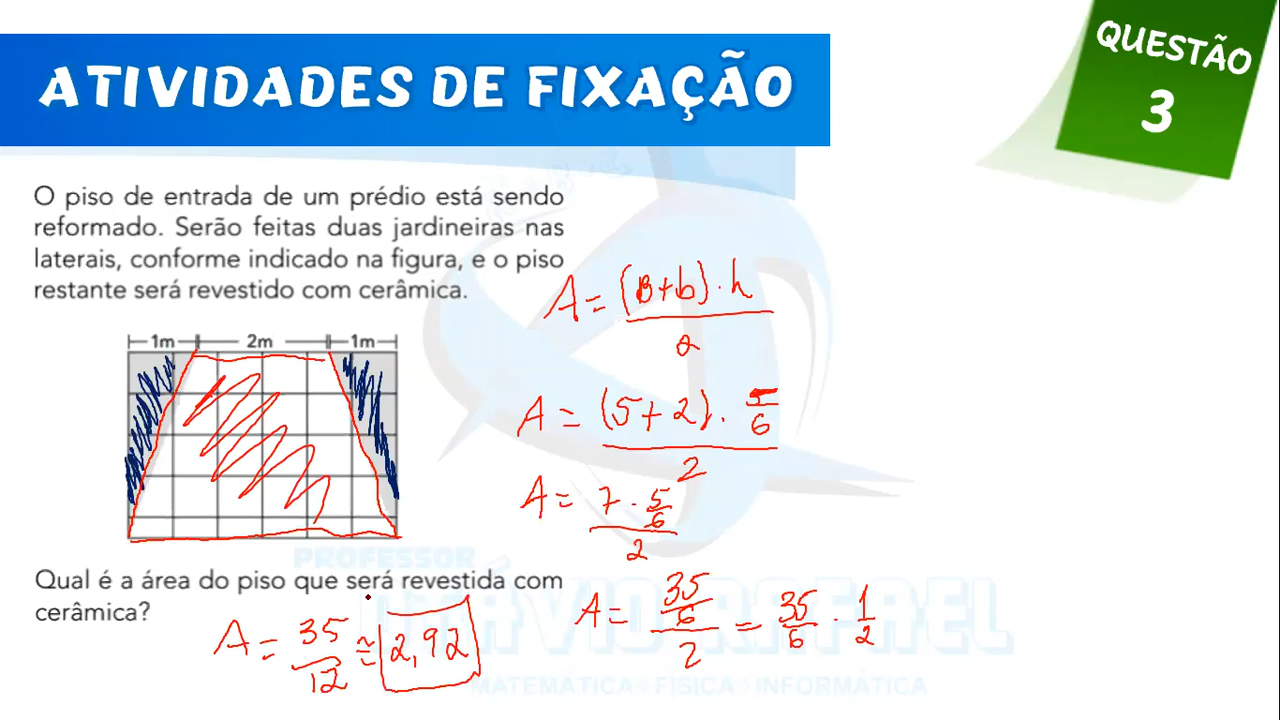 QUESTÃO
3
ATIVIDADES DE FIXAÇÃO
O piso de entrada de um prédio está sendo
reformado. Serão feitas duas jardineiras nas
laterais, conforme indicado na figura, e o piso
restante será revestido com cerâmica.
1m 2m 1m
A = (B+b) . h / 2
A = (5+2) . 5/6 / 2
A = 7 . 5/6 / 2
A = 35/6 / 2 = 35/6 . 1/2
Qual é a área do piso que será revestida com
cerâmica?
A = 35/12 ≅ 2,92
PROFESSOR
OTÁVIO RAFAEL
MATEMÁTICA FÍSICA INFORMÁTICA